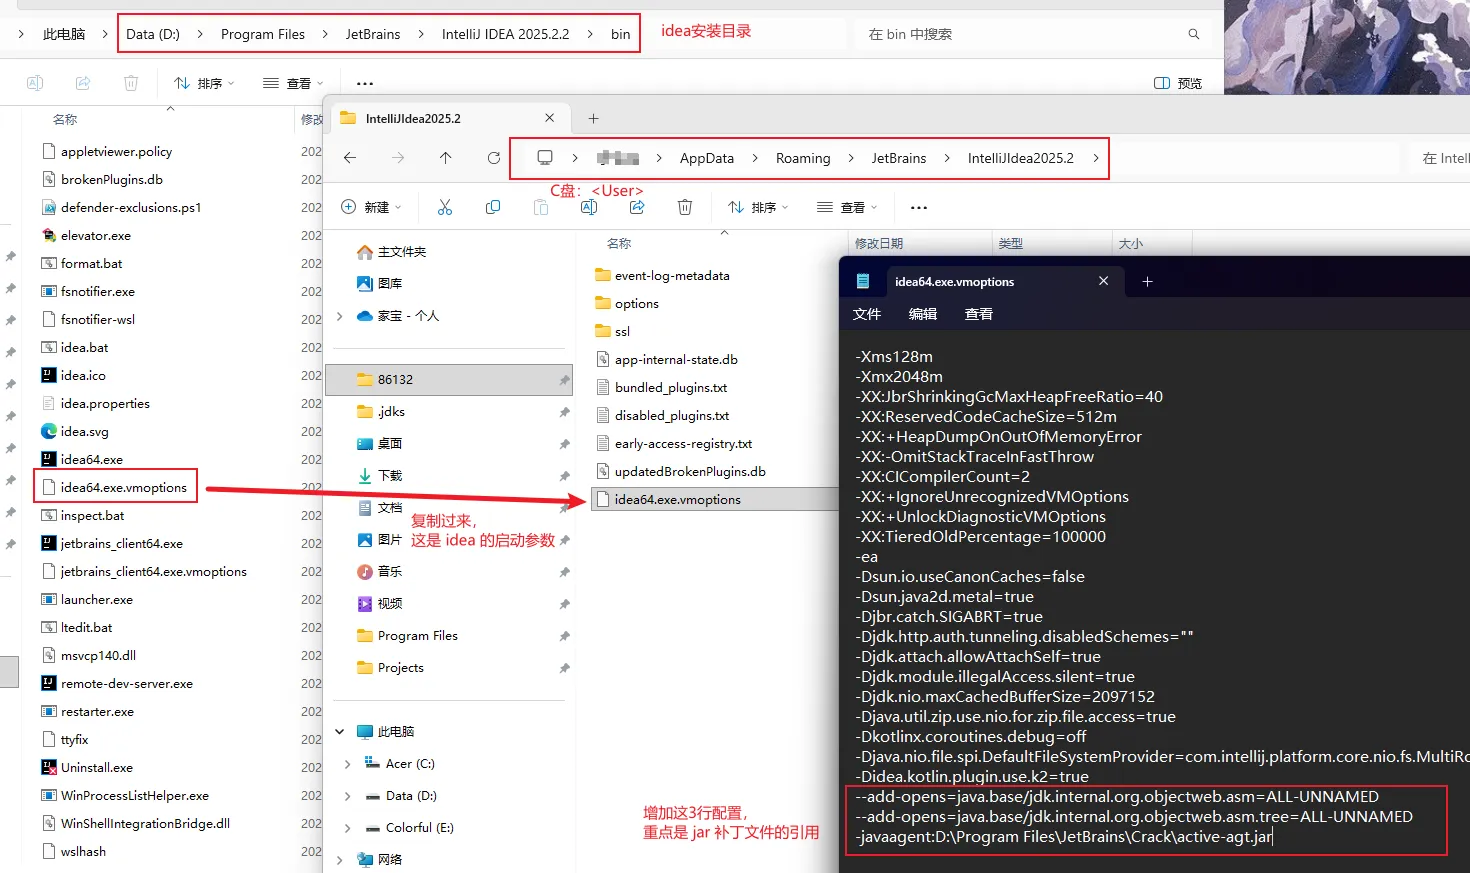 此电脑 > Data (D:) > Program Files > JetBrains > IntelliJ IDEA 2025.2.2 > bin
idea安装目录
在 bin 中搜索
排序
查看
预览
名称
修改
appletviewer.policy
202
brokenPlugins.db
202
defender-exclusions.ps1
202
elevator.exe
202
format.bat
202
fsnotifier.exe
202
fsnotifier-wsl
202
idea.bat
202
idea.ico
202
idea.properties
202
idea.svg
202
idea64.exe
202
idea64.exe.vmoptions
202
inspect.bat
202
jetbrains_client64.exe
202
jetbrains_client64.exe.vmoptions
202
launcher.exe
202
ltedit.bat
202
msvcp140.dll
202
remote-dev-server.exe
202
restarter.exe
202
ttyfix
202
Uninstall.exe
202
WinProcessListHelper.exe
202
WinShellIntegrationBridge.dll
202
wslhash
202
IntelliJIdea2025.2
AppData > Roaming > JetBrains > IntelliJIdea2025.2 >
在 Intell
C盘：<User>
新建
排序
查看
主文件夹
图库
家宝 - 个人
86132
.jdks
桌面
下载
文档
图片
音乐
视频
Program Files
Projects
此电脑
Acer (C:)
Data (D:)
Colorful (E:)
网络
名称
修改日期
类型
大小
event-log-metadata
options
ssl
app-internal-state.db
bundled_plugins.txt
disabled_plugins.txt
early-access-registry.txt
updatedBrokenPlugins.db
idea64.exe.vmoptions
复制过来，
这是 idea 的启动参数
增加这3行配置，
重点是 jar 补丁文件的引用
idea64.exe.vmoptions
文件
编辑
查看
-Xms128m
-Xmx2048m
-XX:JbrShrinkingGcMaxHeapFreeRatio=40
-XX:ReservedCodeCacheSize=512m
-XX:+HeapDumpOnOutOfMemoryError
-XX:-OmitStackTraceInFastThrow
-XX:CICompilerCount=2
-XX:+IgnoreUnrecognizedVMOptions
-XX:+UnlockDiagnosticVMOptions
-XX:TieredOldPercentage=100000
-ea
-Dsun.io.useCanonCaches=false
-Dsun.java2d.metal=true
-Djbr.catch.SIGABRT=true
-Djdk.http.auth.tunneling.disabledSchemes=""
-Djdk.attach.allowAttachSelf=true
-Djdk.module.illegalAccess.silent=true
-Djdk.nio.maxCachedBufferSize=2097152
-Djava.util.zip.use.nio.for.zip.file.access=true
-Dkotlinx.coroutines.debug=off
-Djava.nio.file.spi.DefaultFileSystemProvider=com.intellij.platform.core.nio.fs.MultiRo
-Didea.kotlin.plugin.use.k2=true
--add-opens=java.base/jdk.internal.org.objectweb.asm=ALL-UNNAMED
--add-opens=java.base/jdk.internal.org.objectweb.asm.tree=ALL-UNNAMED
-javaagent:D:\Program Files\JetBrains\Crack\active-agt.jar